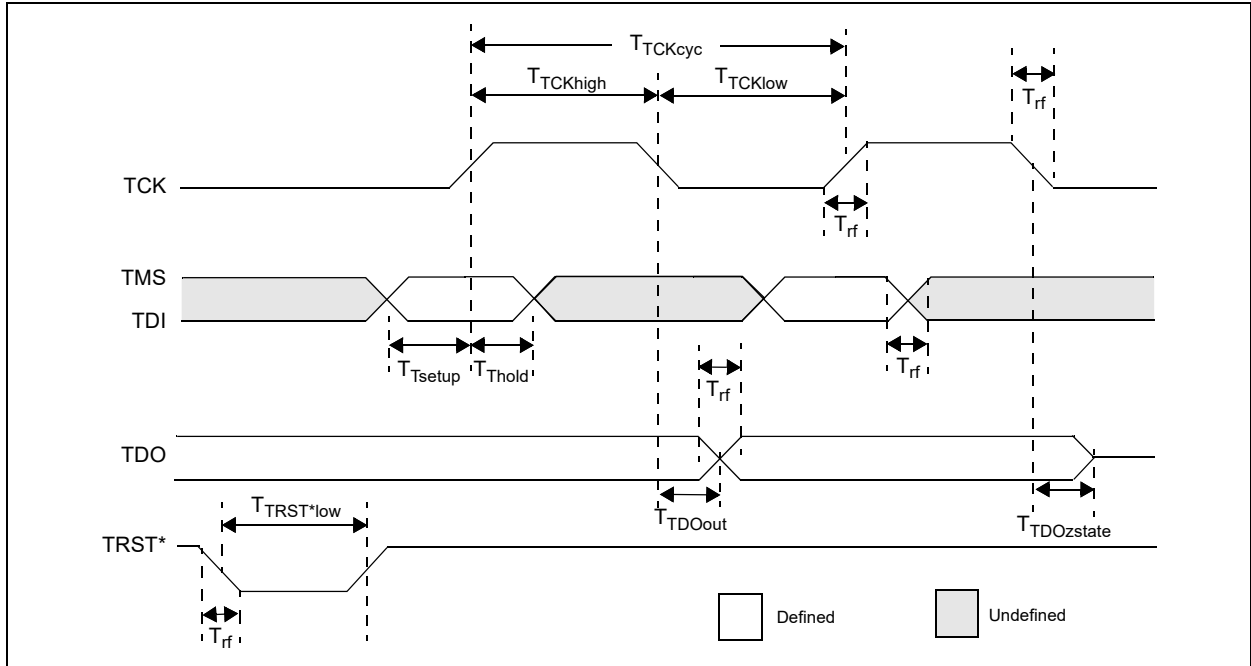 TTCKcyc
TTCKhigh
TTCKlow
Trf
TCK
Trf
TMS
TDI
TTsetup
TThold
Trf
Trf
TDO
TTDOout
TTDOzstate
TTRST*low
TRST*
Trf
Defined
Undefined